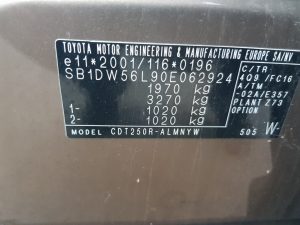 TOYOTA MOTOR ENGINEERING & MANUFACTURING EUROPE SA/NV
e11*2001/116*0196
SB1DW56L90E062924
1970 kg
3270 kg
1- 1020 kg
2- 1020 kg
MODEL CDT250R-ALMNYW
C/TR
4Q9 /FC16
A/TM
-02A/E357
PLANT Z73
OPTION W-
505